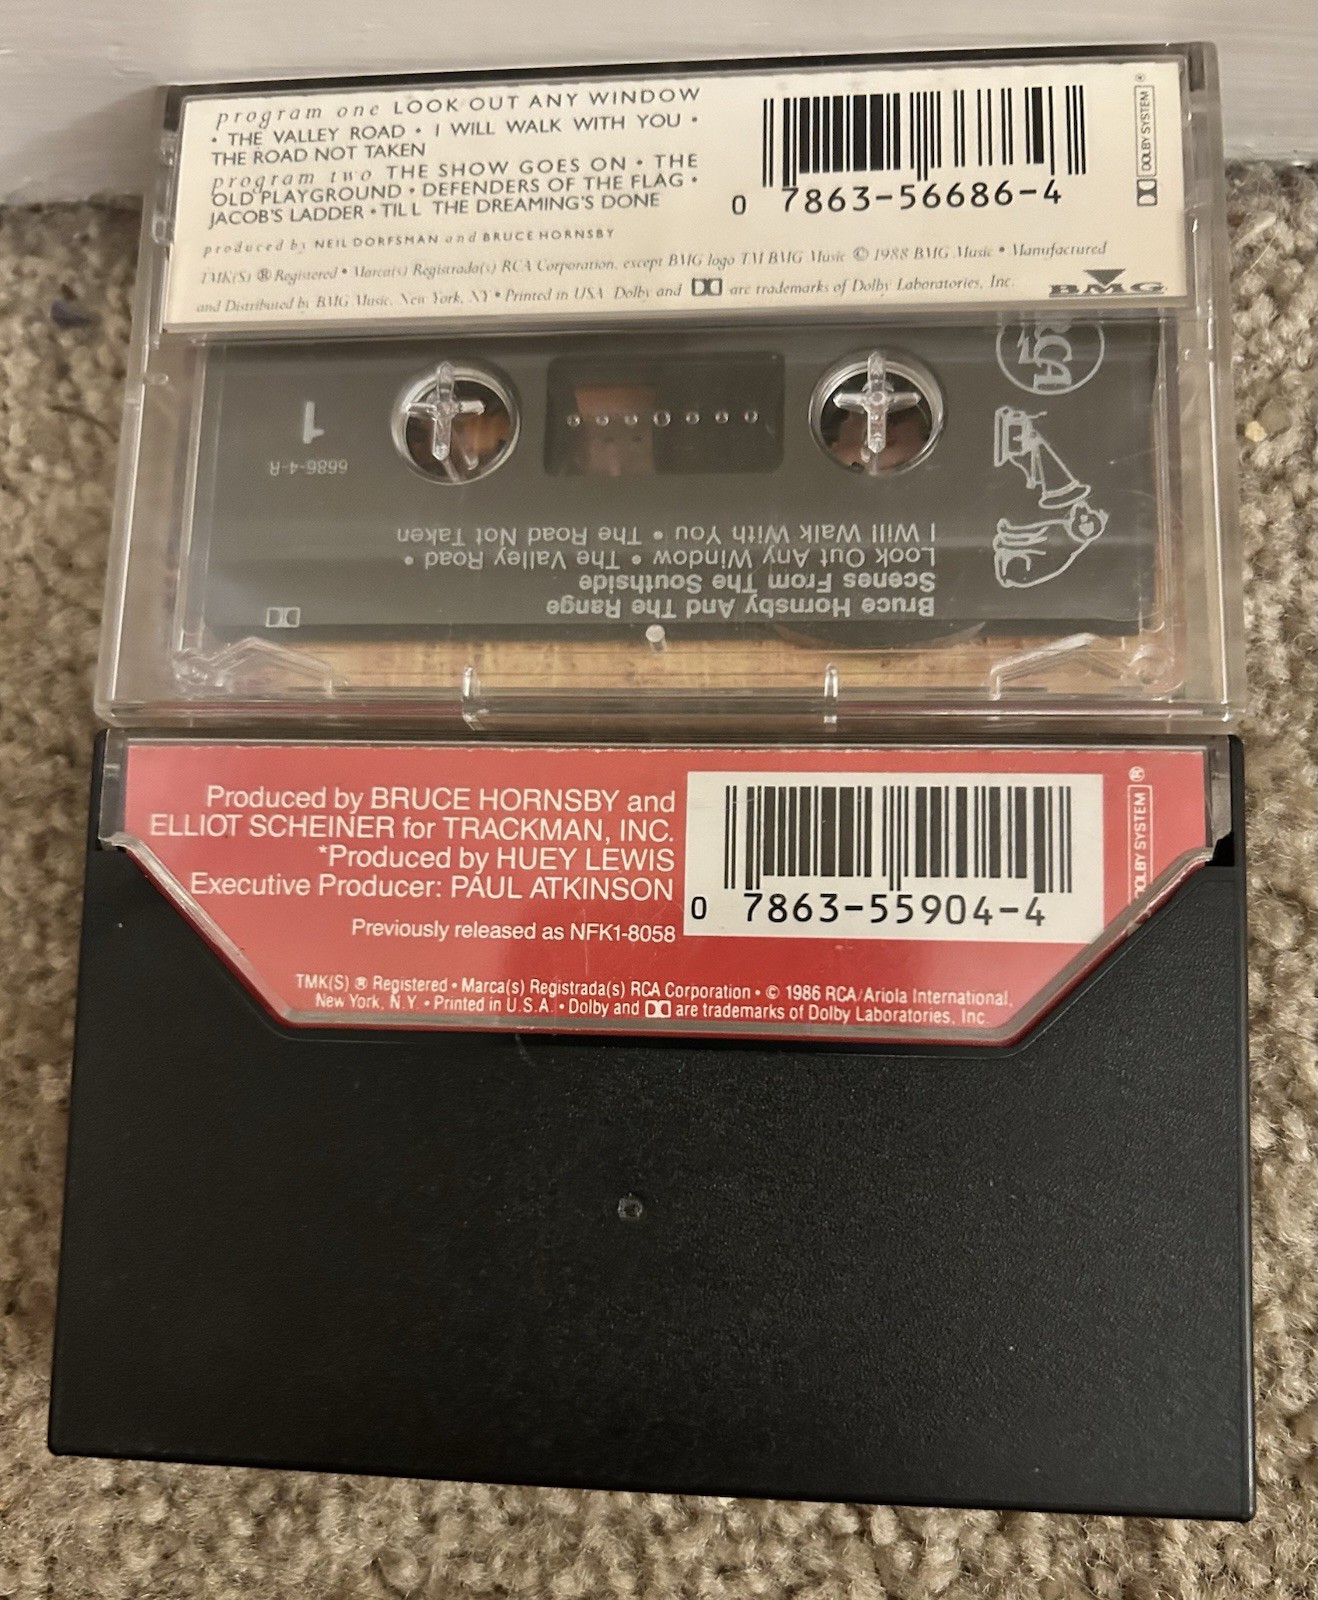 program one LOOK OUT ANY WINDOW
• THE VALLEY ROAD • I WILL WALK WITH YOU •
THE ROAD NOT TAKEN
program two THE SHOW GOES ON • THE
OLD PLAYGROUND • DEFENDERS OF THE FLAG •
JACOB'S LADDER • TILL THE DREAMING'S DONE
produced by NEIL DORFSMAN and BRUCE HORNSBY
TMK(S) ® Registered • Marca(s) Registrada(s) RCA Corporation, except BMG logo TM BMG Music © 1988 BMG Music • Manufactured
and Distributed by BMG Music, New York, NY • Printed in USA Dolby and are trademarks of Dolby Laboratories, Inc.
BMG
0 7863-56686-4
DOLBY SYSTEM ®
RCA
1
6686-4-R
Bruce Hornsby And The Range
Scenes From The Southside
Look Out Any Window • The Valley Road •
I Will Walk With You • The Road Not Taken
Produced by BRUCE HORNSBY and
ELLIOT SCHEINER for TRACKMAN, INC.
*Produced by HUEY LEWIS
Executive Producer: PAUL ATKINSON
Previously released as NFK1-8058
0 7863-55904-4
DOLBY SYSTEM ®
TMK(S) ® Registered • Marca(s) Registrada(s) RCA Corporation • © 1986 RCA/Ariola International,
New York, N.Y. • Printed in U.S.A. • Dolby and are trademarks of Dolby Laboratories, Inc.